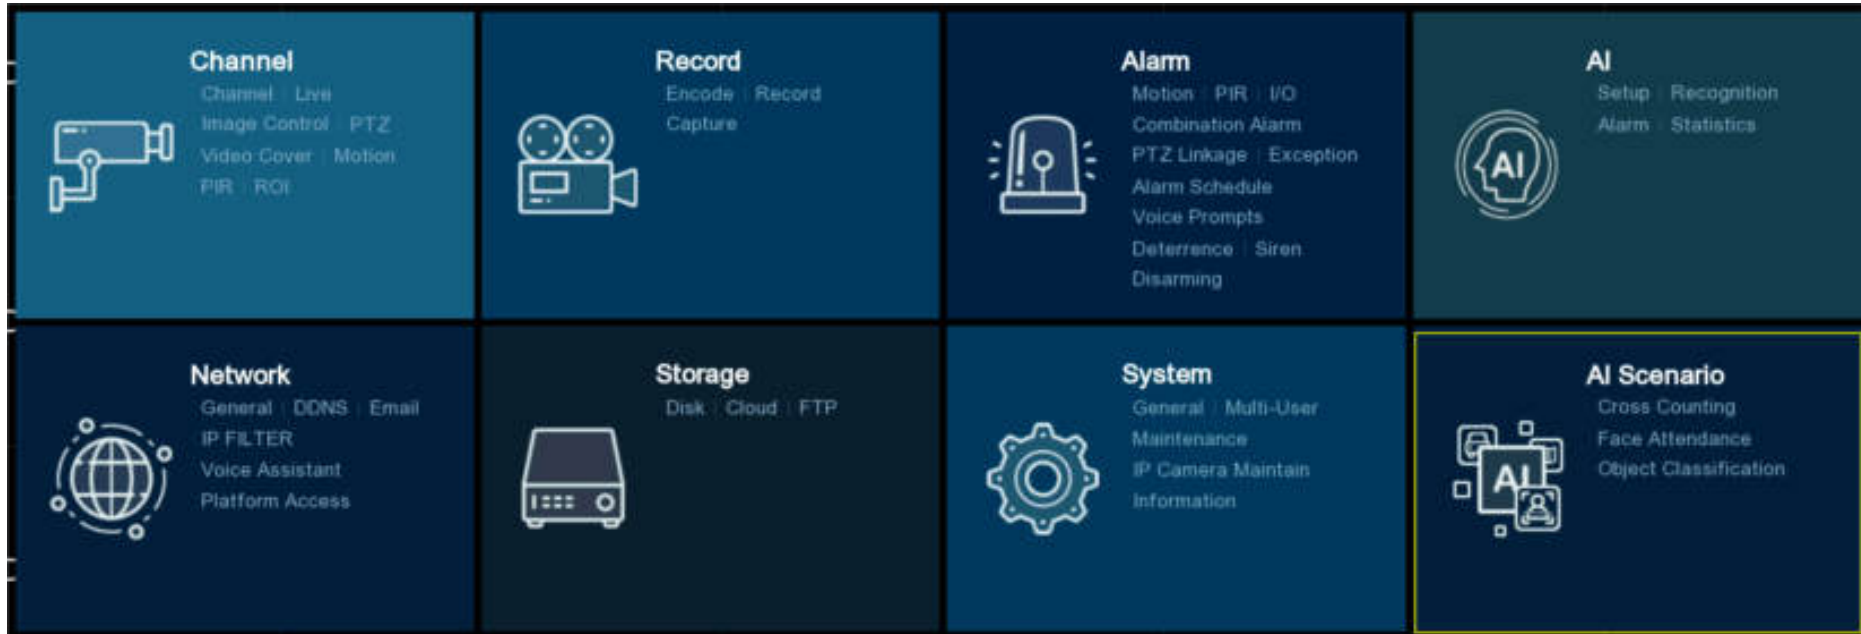 Channel
Channel | Live
Image Control | PTZ
Video Cover | Motion
PIR | ROI
Record
Encode | Record
Capture
Alarm
Motion | PIR | I/O
Combination Alarm
PTZ Linkage | Exception
Alarm Schedule
Voice Prompts
Deterrence | Siren
Disarming
AI
Setup | Recognition
Alarm | Statistics
AI
Network
General | DDNS | Email
IP FILTER
Voice Assistant
Platform Access
Storage
Disk | Cloud | FTP
System
General | Multi-User
Maintenance
IP Camera Maintain
Information
AI Scenario
Cross Counting
Face Attendance
Object Classification
AI